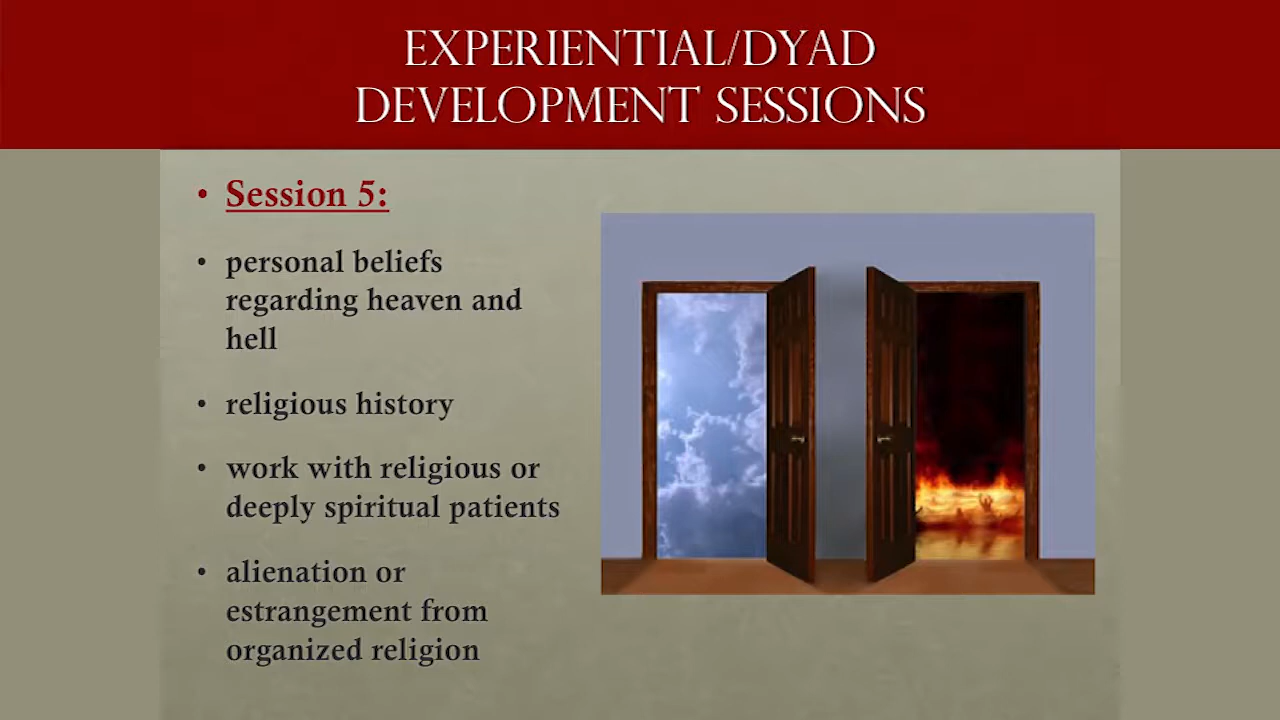 EXPERIENTIAL/DYAD
DEVELOPMENT SESSIONS
• Session 5:
• personal beliefs
regarding heaven and
hell
• religious history
• work with religious or
deeply spiritual patients
• alienation or
estrangement from
organized religion